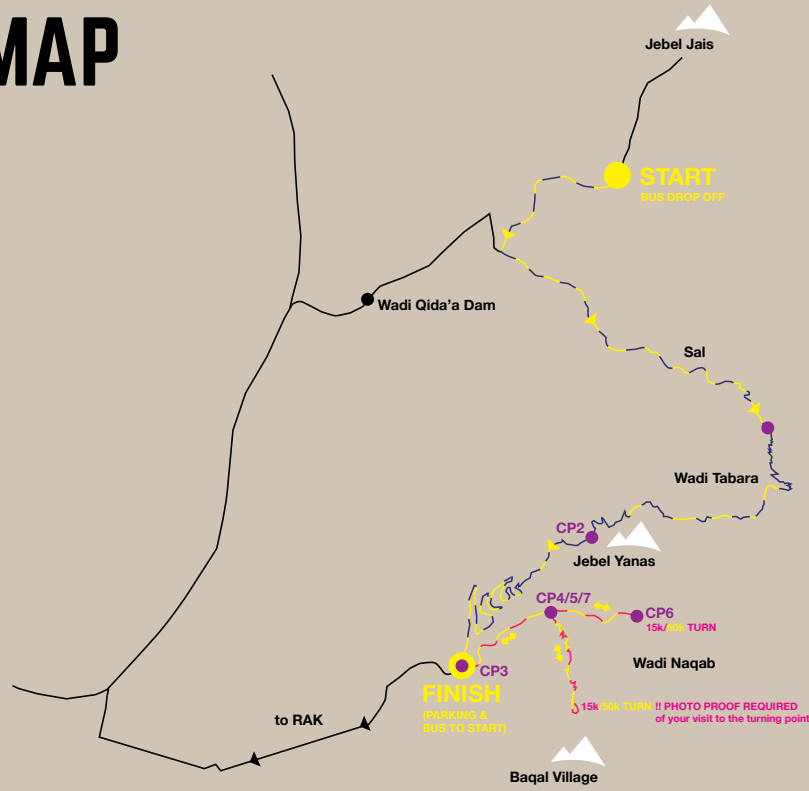 MAP
Jebel Jais
START
BUS DROP OFF
Wadi Qida'a Dam
Sal
Wadi Tabara
CP2
Jebel Yanas
CP4/5/7
CP6
15k/50k TURN
Wadi Naqab
CP3
FINISH
(PARKING &
BUS TO START)
15k/50k TURN !! PHOTO PROOF REQUIRED
of your visit to the turning point
to RAK
Baqal Village